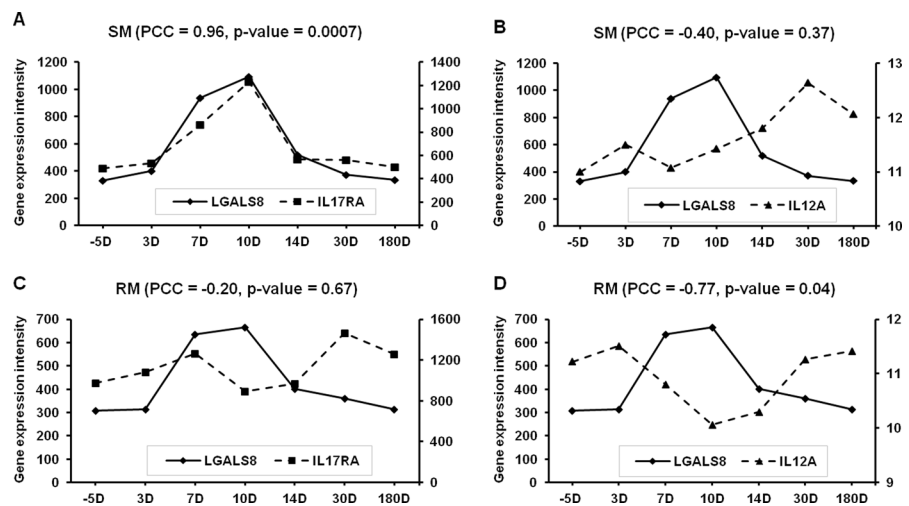 A
SM (PCC = 0.96, p-value = 0.0007)
Gene expression intensity
1200
1000
800
600
400
200
0
1400
1200
1000
800
600
400
200
0
LGALS8
IL17RA
-5D 3D 7D 10D 14D 30D 180D
B
SM (PCC = -0.40, p-value = 0.37)
Gene expression intensity
1200
1000
800
600
400
200
0
13
12
11
10
LGALS8
IL12A
-5D 3D 7D 10D 14D 30D 180D
C
RM (PCC = -0.20, p-value = 0.67)
Gene expression intensity
700
600
500
400
300
200
100
0
1600
1200
800
400
0
LGALS8
IL17RA
-5D 3D 7D 10D 14D 30D 180D
D
RM (PCC = -0.77, p-value = 0.04)
Gene expression intensity
700
600
500
400
300
200
100
0
12
11
10
9
LGALS8
IL12A
-5D 3D 7D 10D 14D 30D 180D